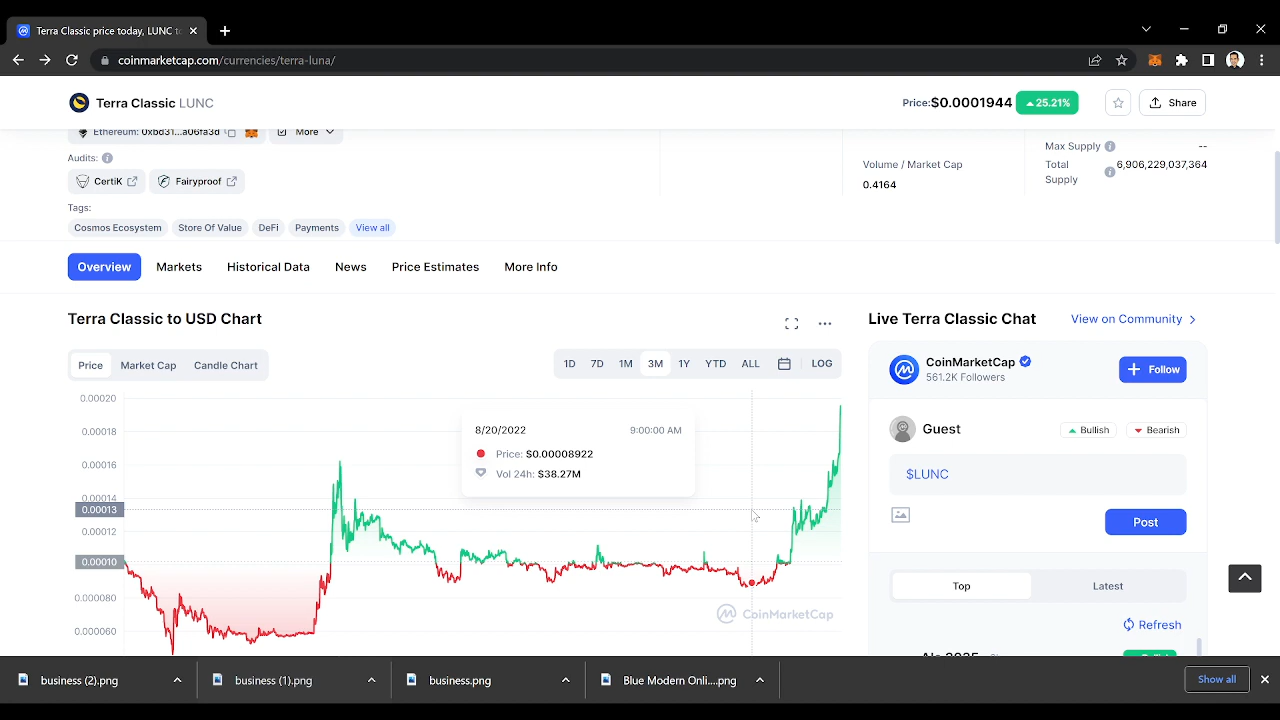 Terra Classic price today, LUNC to
coinmarketcap.com/currencies/terra-luna/
Terra Classic LUNC
Price:$0.0001944
25.21%
Share
Ethereum: 0xbd31...a06fa3d
More
Audits:
CertiK
Fairyproof
Tags:
Cosmos Ecosystem
Store Of Value
DeFi
Payments
View all
Volume / Market Cap
0.4164
Max Supply
--
Total Supply
6,906,229,037,364
Overview
Markets
Historical Data
News
Price Estimates
More Info
Terra Classic to USD Chart
Price
Market Cap
Candle Chart
1D
7D
1M
3M
1Y
YTD
ALL
LOG
0.00020
0.00018
0.00016
0.00014
0.00013
0.00012
0.00010
0.000080
0.000060
8/20/2022
9:00:00 AM
Price: $0.00008922
Vol 24h: $38.27M
CoinMarketCap
Live Terra Classic Chat
View on Community
CoinMarketCap
561.2K Followers
Follow
Guest
Bullish
Bearish
$LUNC
Post
Top
Latest
Refresh
business (2).png
business (1).png
business.png
Blue Modern Onli....png
Show all